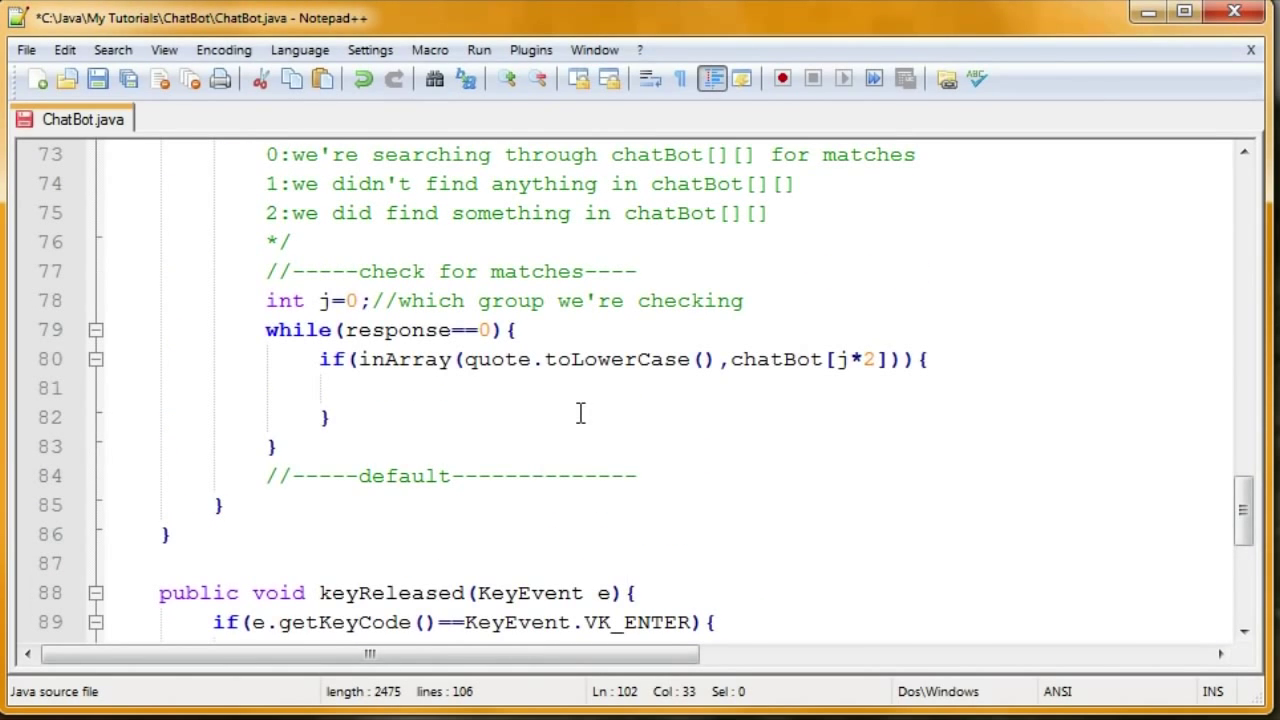 *C:\Java\My Tutorials\ChatBot\ChatBot.java - Notepad++
File Edit Search View Encoding Language Settings Macro Run Plugins Window ? X
ABC
ChatBot.java
73 0:we're searching through chatBot[][] for matches
74 1:we didn't find anything in chatBot[][]
75 2:we did find something in chatBot[][]
76 */
77 //-----check for matches----
78 int j=0;//which group we're checking
79 while(response==0){
80 if(inArray(quote.toLowerCase(),chatBot[j*2])){
81
82 }
83 }
84 //-----default--------------
85 }
86 }
87
88 public void keyReleased(KeyEvent e){
89 if(e.getKeyCode()==KeyEvent.VK_ENTER){
Java source file length : 2475 lines : 106 Ln : 102 Col : 33 Sel : 0 Dos\Windows ANSI INS